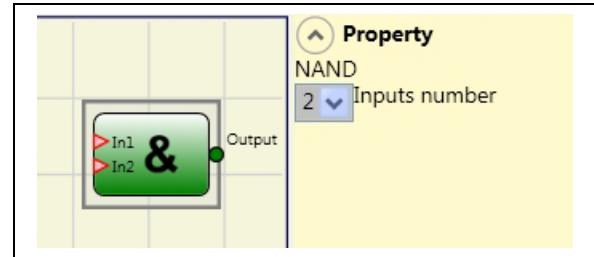 In1
In2
&
Output
Property
NAND
2 Inputs number